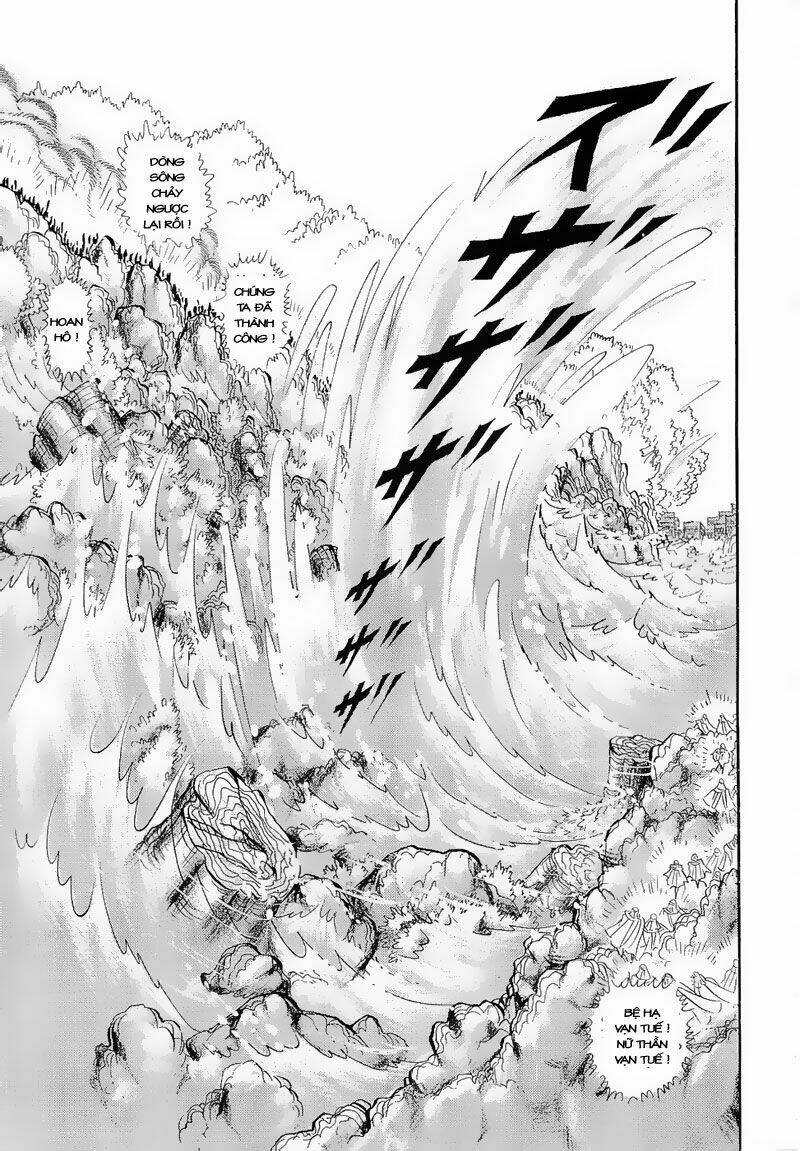 ズザザザザザザ
DÒNG
SÔNG
CHẢY
NGƯỢC
LẠI RỒI !
CHÚNG
TA ĐÃ
THÀNH
CÔNG !
HOAN
HÔ !
BỆ HẠ
VẠN TUẾ !
NỮ THẦN
VẠN TUẾ !